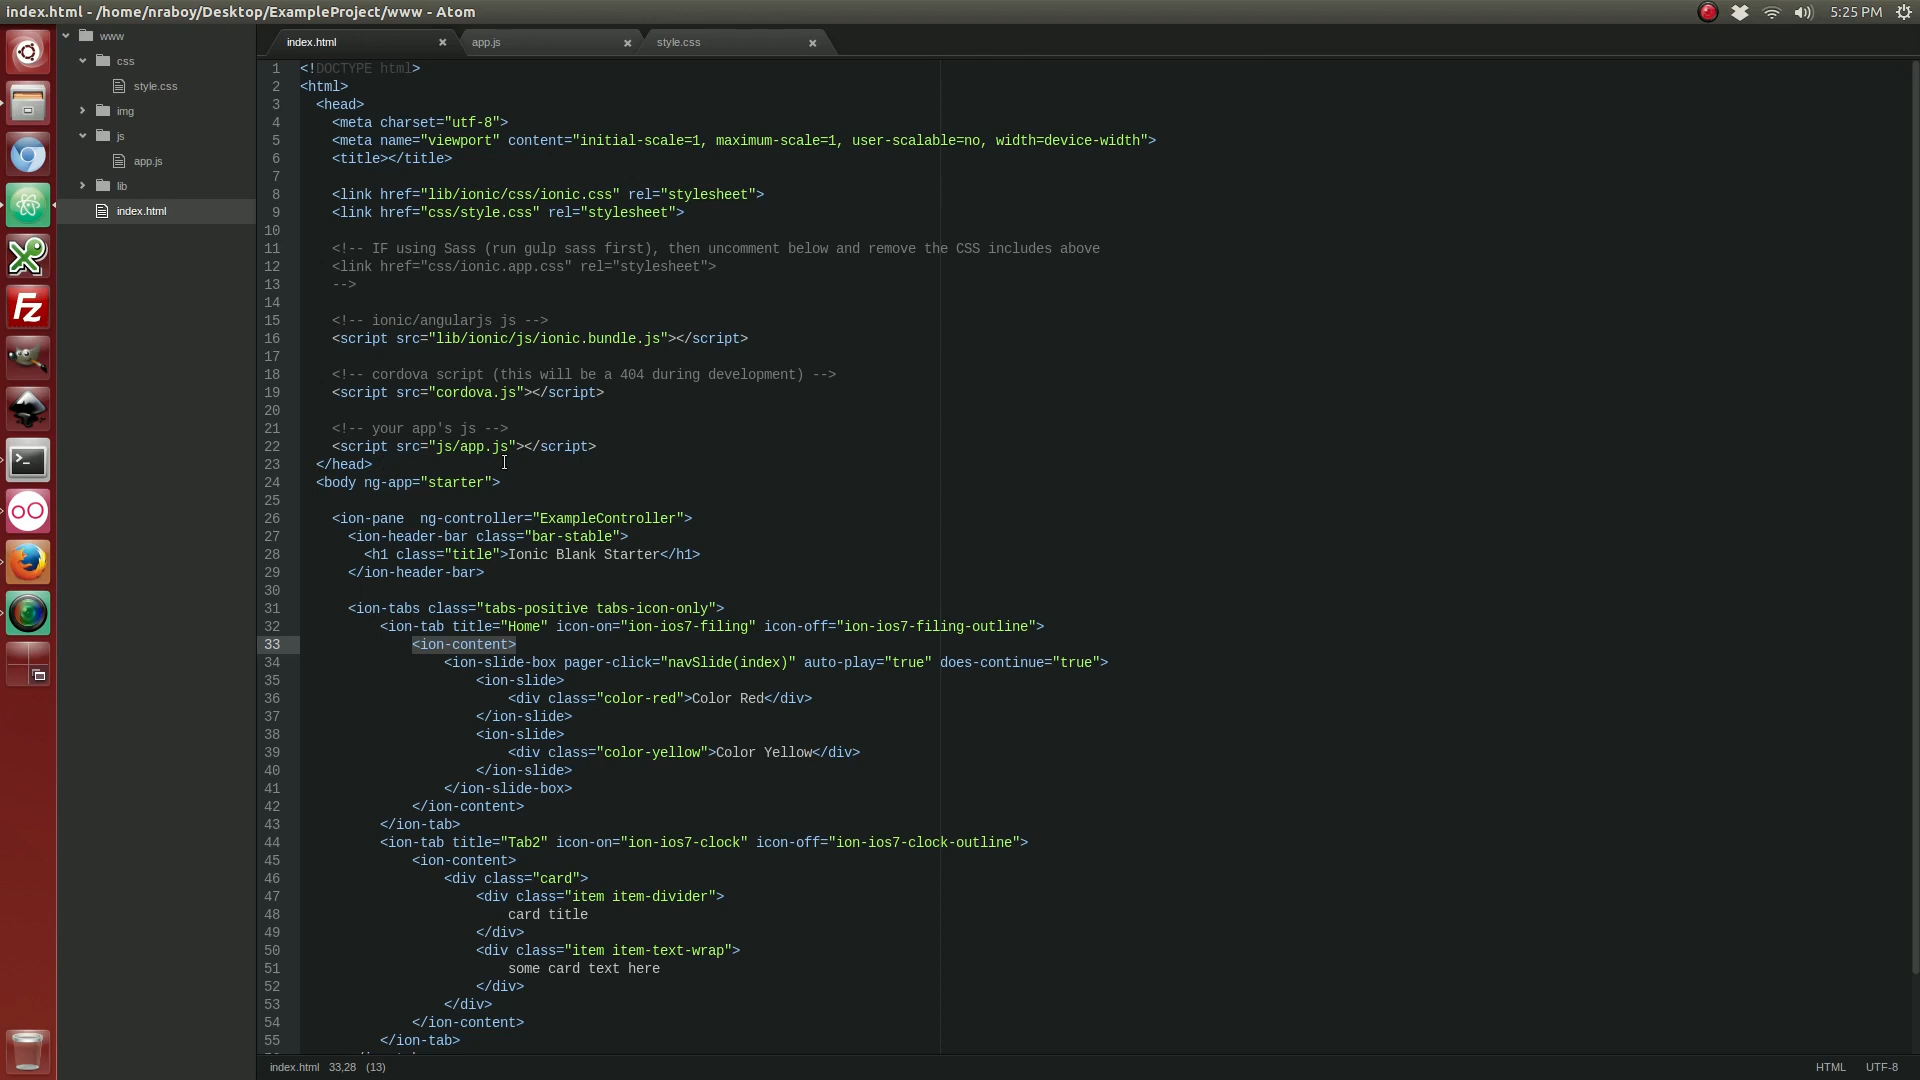 index.html - /home/nraboy/Desktop/ExampleProject/www - Atom
5:25 PM
www
css
style.css
img
js
app.js
lib
index.html
index.html
app.js
style.css
1 <!DOCTYPE html>
2 <html>
3 <head>
4 <meta charset="utf-8">
5 <meta name="viewport" content="initial-scale=1, maximum-scale=1, user-scalable=no, width=device-width">
6 <title></title>
7
8 <link href="lib/ionic/css/ionic.css" rel="stylesheet">
9 <link href="css/style.css" rel="stylesheet">
10
11 <!-- IF using Sass (run gulp sass first), then uncomment below and remove the CSS includes above
12 <link href="css/ionic.app.css" rel="stylesheet">
13 -->
14
15 <!-- ionic/angularjs js -->
16 <script src="lib/ionic/js/ionic.bundle.js"></script>
17
18 <!-- cordova script (this will be a 404 during development) -->
19 <script src="cordova.js"></script>
20
21 <!-- your app's js -->
22 <script src="js/app.js"></script>
23 </head>
24 <body ng-app="starter">
25
26 <ion-pane  ng-controller="ExampleController">
27 <ion-header-bar class="bar-stable">
28 <h1 class="title">Ionic Blank Starter</h1>
29 </ion-header-bar>
30
31 <ion-tabs class="tabs-positive tabs-icon-only">
32 <ion-tab title="Home" icon-on="ion-ios7-filing" icon-off="ion-ios7-filing-outline">
33 <ion-content>
34 <ion-slide-box pager-click="navSlide(index)" auto-play="true" does-continue="true">
35 <ion-slide>
36 <div class="color-red">Color Red</div>
37 </ion-slide>
38 <ion-slide>
39 <div class="color-yellow">Color Yellow</div>
40 </ion-slide>
41 </ion-slide-box>
42 </ion-content>
43 </ion-tab>
44 <ion-tab title="Tab2" icon-on="ion-ios7-clock" icon-off="ion-ios7-clock-outline">
45 <ion-content>
46 <div class="card">
47 <div class="item item-divider">
48 card title
49 </div>
50 <div class="item item-text-wrap">
51 some card text here
52 </div>
53 </div>
54 </ion-content>
55 </ion-tab>
index.html 33,28 (13)
HTML UTF-8